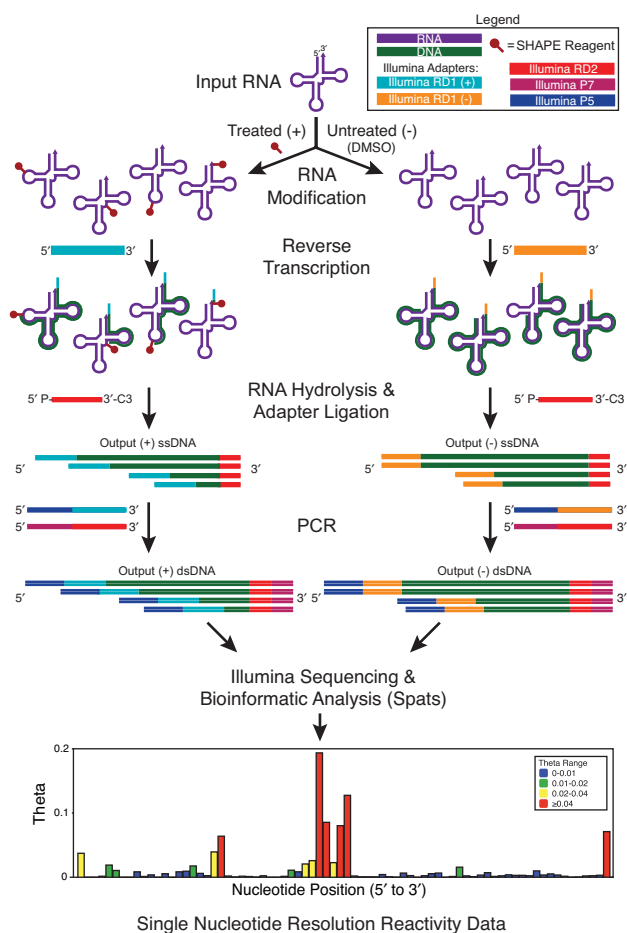 Legend
RNA
DNA
= SHAPE Reagent
Illumina Adapters:
Illumina RD1 (+)
Illumina RD1 (-)
Illumina RD2
Illumina P7
Illumina P5
5′ 3′
Input RNA
Treated (+)
Untreated (-)
(DMSO)
RNA
Modification
5′ 3′
Reverse
Transcription
5′ 3′
RNA Hydrolysis &
Adapter Ligation
5′ P- 3′-C3
5′ P- 3′-C3
Output (+) ssDNA
5′ 3′
Output (-) ssDNA
5′ 3′
5′ 3′
5′ 3′
PCR
5′ 3′
5′ 3′
Output (+) dsDNA
5′ 3′
Output (-) dsDNA
5′ 3′
Illumina Sequencing &
Bioinformatic Analysis (Spats)
0.2
0.1
0
Theta
Theta Range
0-0.01
0.01-0.02
0.02-0.04
≥0.04
Nucleotide Position (5′ to 3′)
Single Nucleotide Resolution Reactivity Data